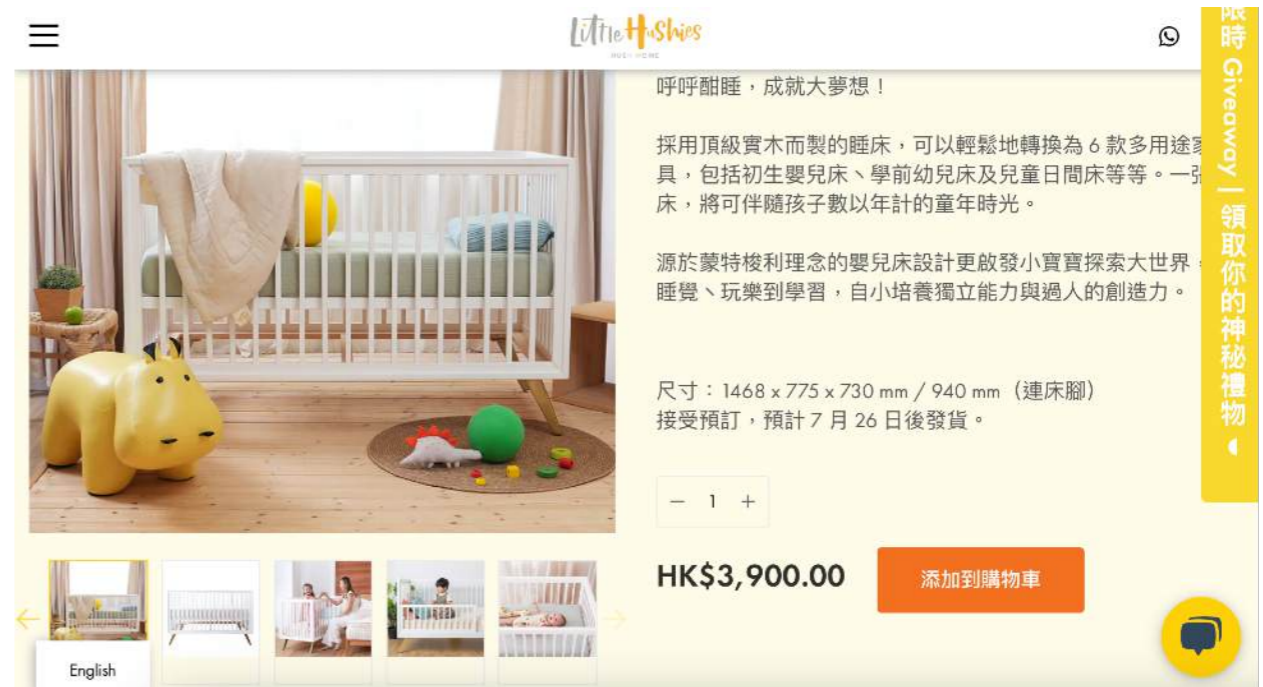 Little HuShies
HUSH HOME
呼呼酣睡，成就大夢想！
採用頂級實木而製的睡床，可以輕鬆地轉換為 6 款多用途家
具，包括初生嬰兒床、學前幼兒床及兒童日間床等等。一張
床，將可伴隨孩子數以年計的童年時光。
源於蒙特梭利理念的嬰兒床設計更啟發小寶寶探索大世界，
睡覺、玩樂到學習，自小培養獨立能力與過人的創造力。
尺寸：1468 x 775 x 730 mm / 940 mm（連床腳）
接受預訂，預計 7 月 26 日後發貨。
− 1 +
HK$3,900.00
添加到購物車
English
限時 Giveaway | 領取你的神秘禮物